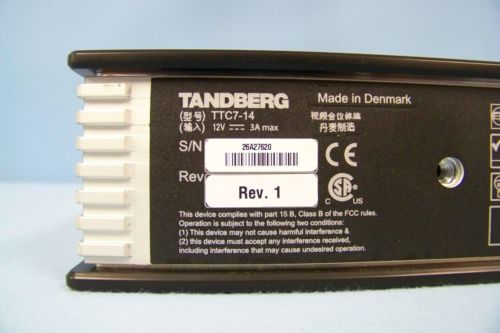 TANDBERG
Made in Denmark
(型号) TTC7-14
(输入) 12V 3A max
视频会议终端
丹麦制造
S/N 26A27620
CE
Rev. Rev. 1
C US
This device complies with part 15 B, Class B of the FCC rules.
Operation is subject to the following two conditions:
(1) This device may not cause harmful interference &
(2) this device must accept any interference received,
including interference that may cause undesired operation.